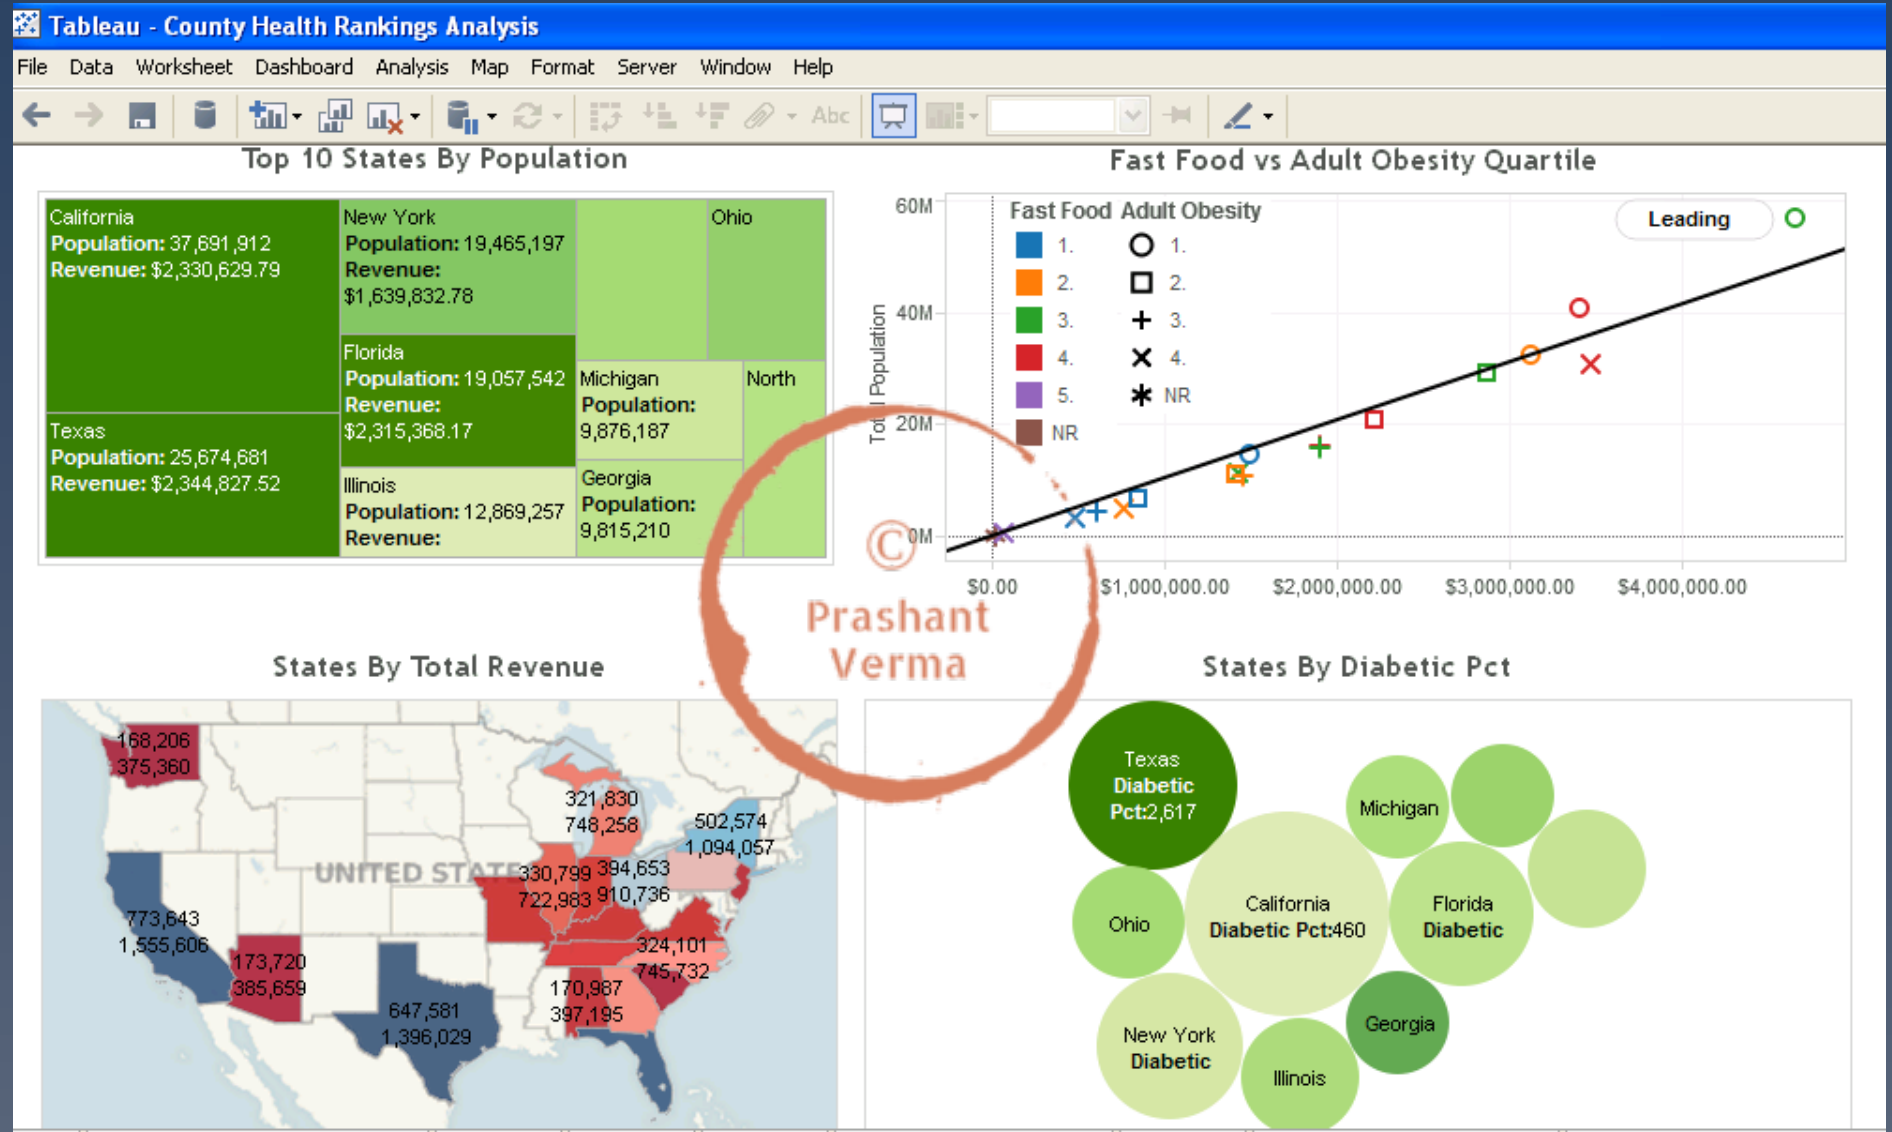 Tableau - County Health Rankings Analysis
File Data Worksheet Dashboard Analysis Map Format Server Window Help
Abc
Top 10 States By Population
California
Population: 37,691,912
Revenue: $2,330,629.79
Texas
Population: 25,674,681
Revenue: $2,344,827.52
New York
Population: 19,465,197
Revenue:
$1,639,832.78
Florida
Population: 19,057,542
Revenue:
$2,315,368.17
Illinois
Population: 12,869,257
Revenue:
Ohio
Michigan
Population:
9,876,187
Georgia
Population:
9,815,210
North
Fast Food vs Adult Obesity Quartile
Fast Food Adult Obesity
1. 1.
2. 2.
3. 3.
4. 4.
5. NR
NR
Leading
Total Population
60M
40M
20M
0M
$0.00 $1,000,000.00 $2,000,000.00 $3,000,000.00 $4,000,000.00
©
Prashant
Verma
States By Total Revenue
168,206
375,360
321,830
748,258
502,574
1,094,057
UNITED STATE
330,799
722,983
394,653
910,736
773,643
1,555,606
173,720
385,659
324,101
745,732
170,987
397,195
647,581
1,396,029
States By Diabetic Pct
Texas
Diabetic
Pct:2,617
Michigan
Ohio
California
Diabetic Pct:460
Florida
Diabetic
New York
Diabetic
Georgia
Illinois